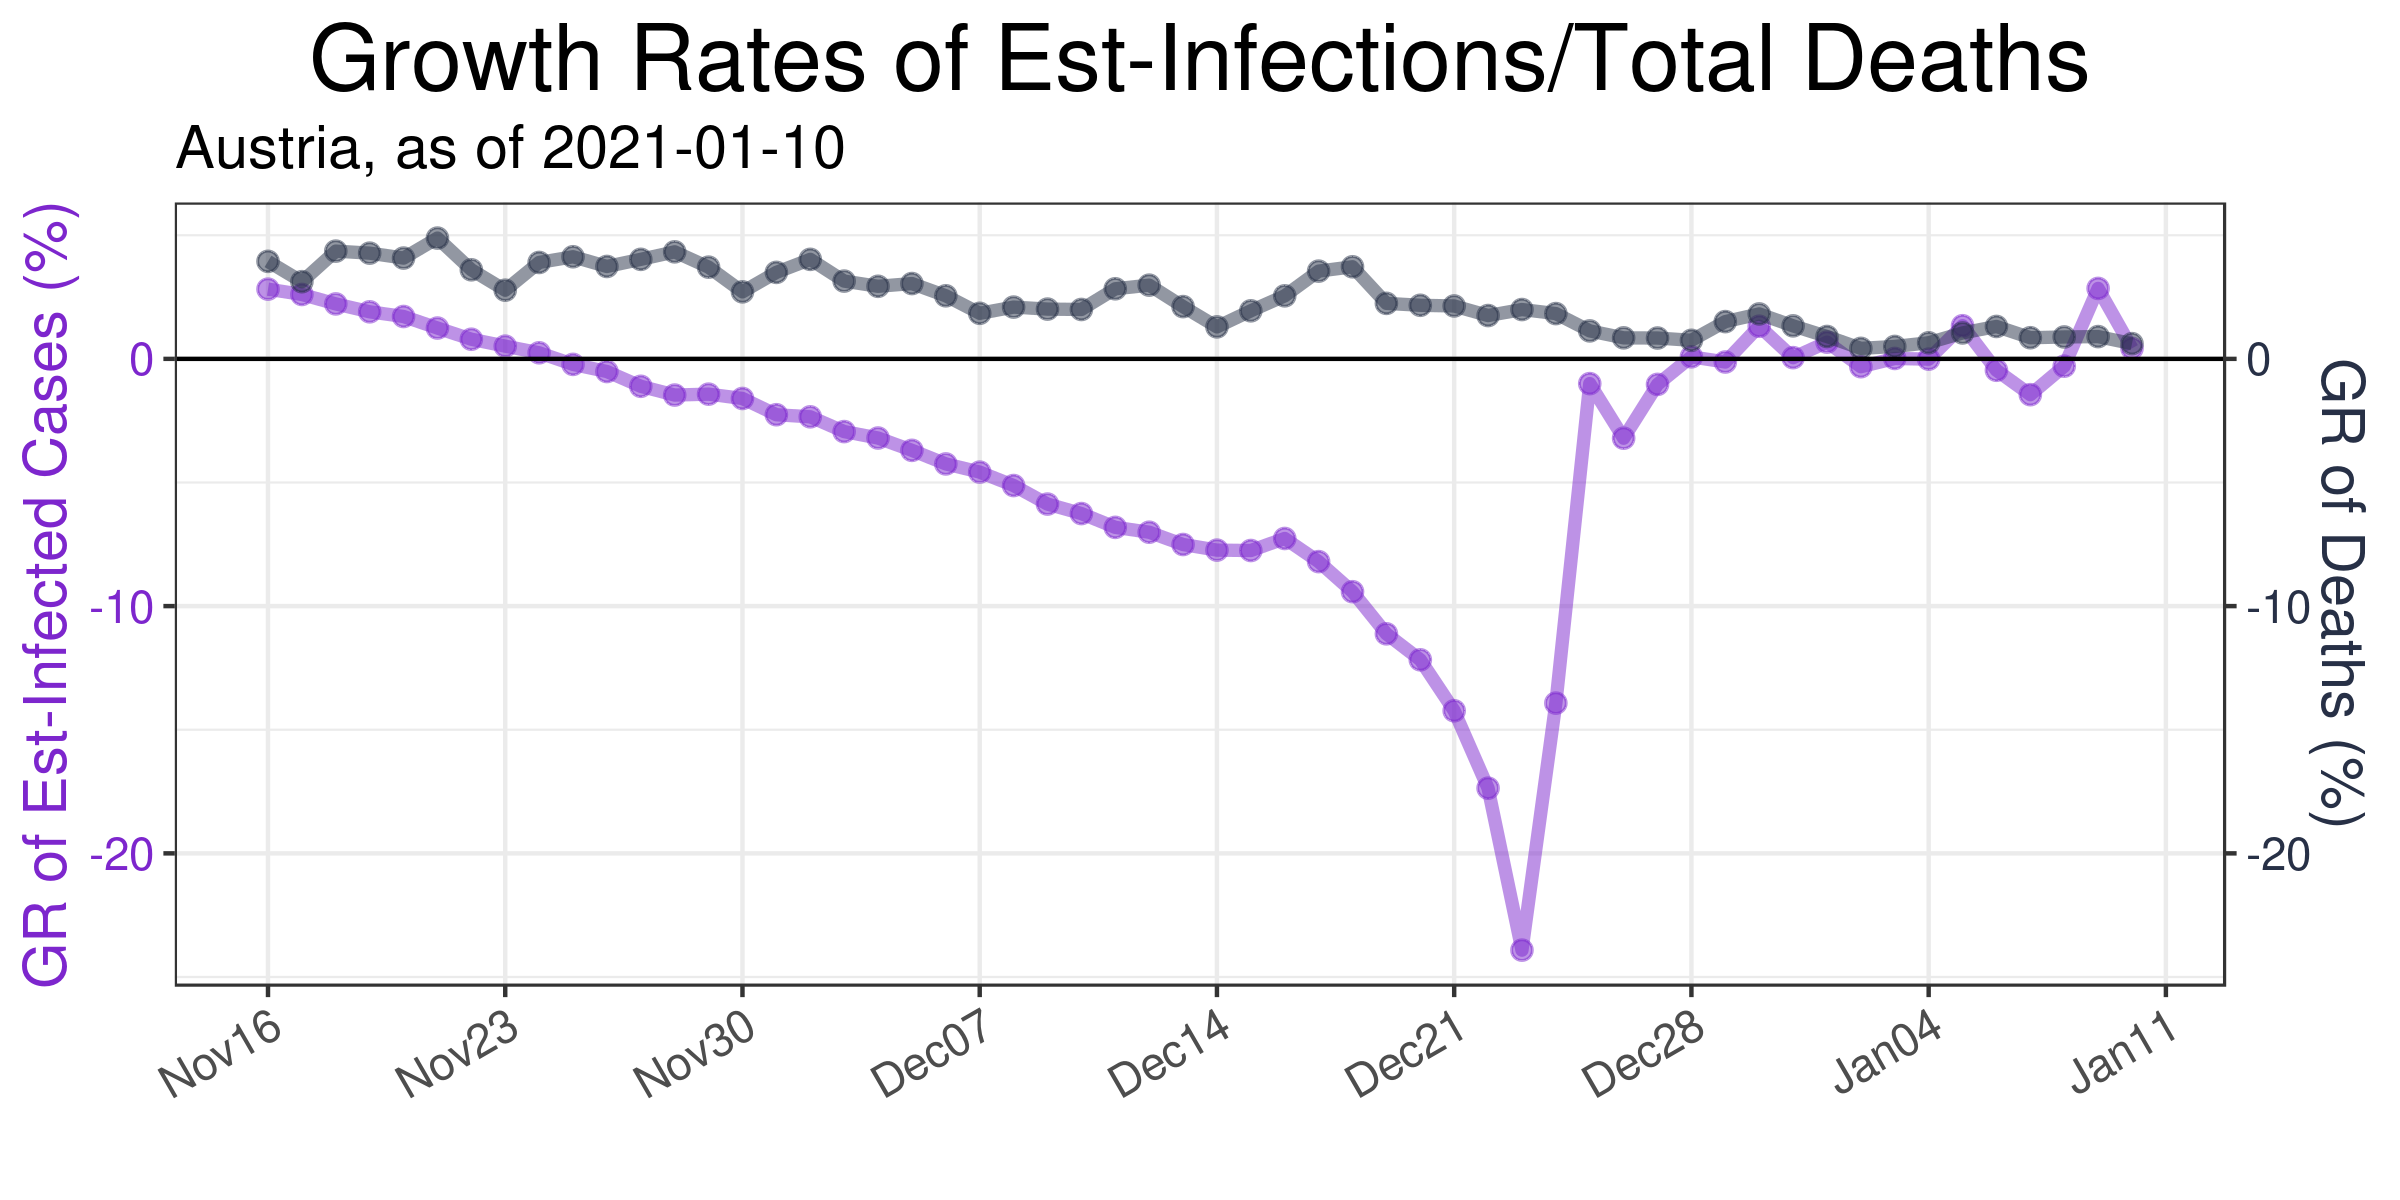 Growth Rates of Est-Infections/Total Deaths
Austria, as of 2021-01-10
GR of Est-Infected Cases (%)
0
-10
-20
0
-10
-20
GR of Deaths (%)
Nov16
Nov23
Nov30
Dec07
Dec14
Dec21
Dec28
Jan04
Jan11